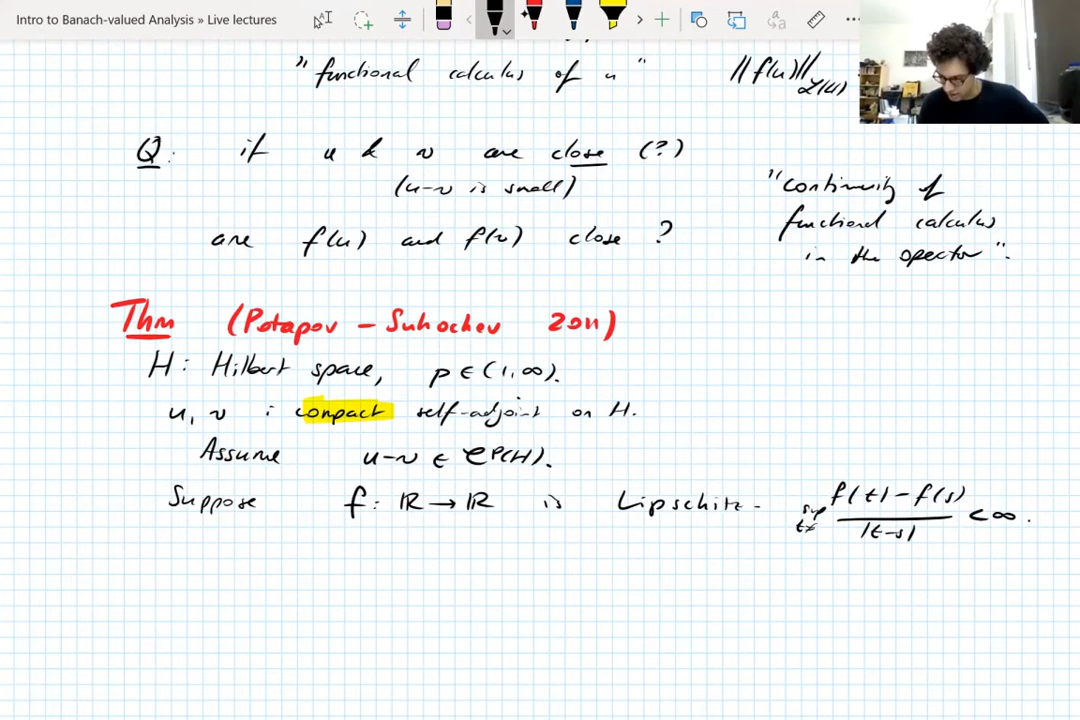 Intro to Banach-valued Analysis » Live lectures
"functional calculus of u" ||f(u)||
Q: if u & v are close (?)
(u-v is small)
"continuity of
functional calculus
in the operator".
are f(u) and f(v) close ?
Thm (Potapov - Suhochev 2011)
H: Hilbert space, p ∈ (1,∞).
u, v : compact self-adjoint on H.
Assume u-v ∈ C^p(H).
Suppose f: ℝ → ℝ is Lipschitz - sup t≠ f(t) - f(s) / |t-s| < ∞.